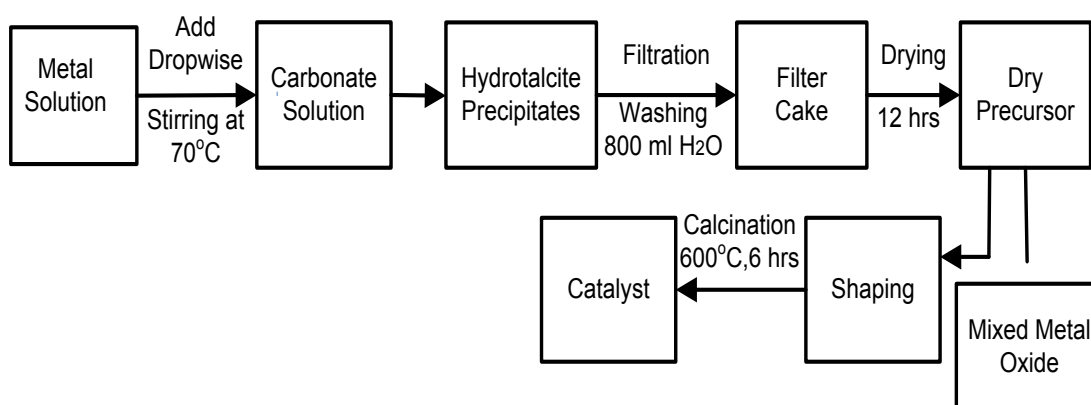 Metal
Solution
Add
Dropwise
Stirring at
70°C
Carbonate
Solution
Hydrotalcite
Precipitates
Filtration
Washing
800 ml H2O
Filter
Cake
Drying
12 hrs
Dry
Precursor
Catalyst
Calcination
600°C,6 hrs
Shaping
Mixed Metal
Oxide